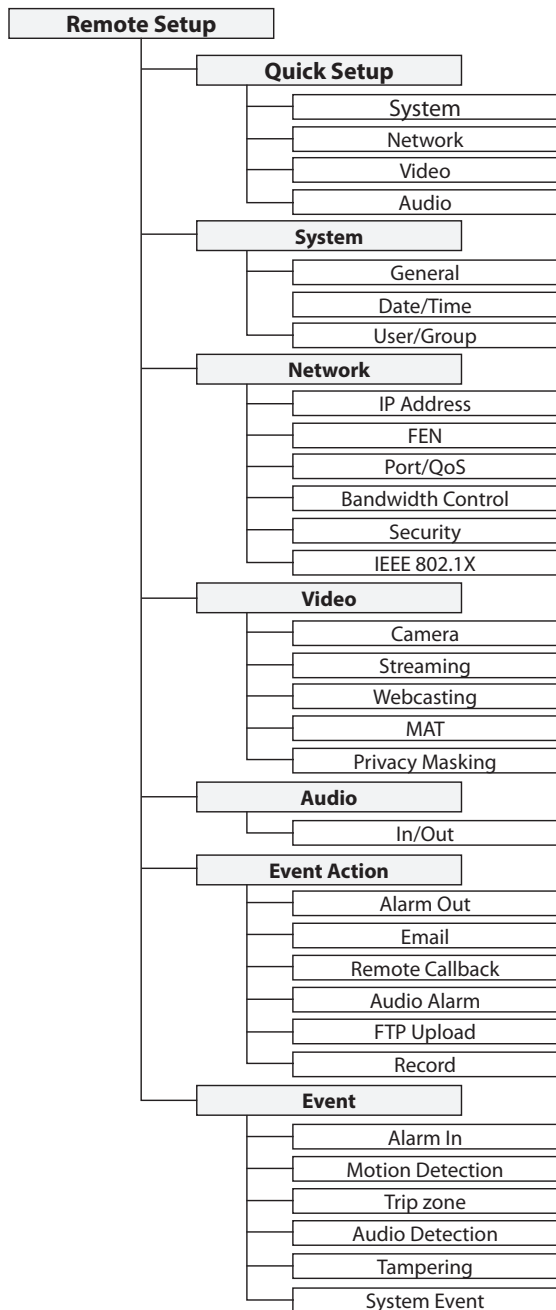 Remote Setup
Quick Setup
System
Network
Video
Audio
System
General
Date/Time
User/Group
Network
IP Address
FEN
Port/QoS
Bandwidth Control
Security
IEEE 802.1X
Video
Camera
Streaming
Webcasting
MAT
Privacy Masking
Audio
In/Out
Event Action
Alarm Out
Email
Remote Callback
Audio Alarm
FTP Upload
Record
Event
Alarm In
Motion Detection
Trip zone
Audio Detection
Tampering
System Event